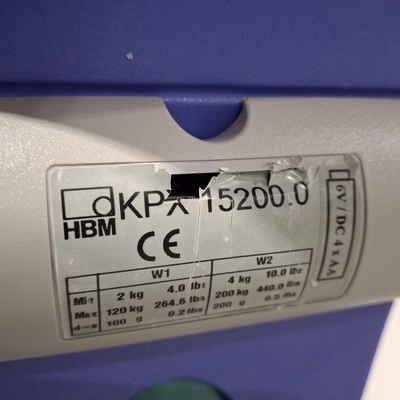 dKPX 15200.0
HBM
CE
6V / DC 4 x AA
W1 W2
Min 2 kg 4.0 lbs 4 kg 10.0 lbs
Max 120 kg 264.6 lbs 200 kg 440.0 lbs
d=e 100 g 0.2 lbs 200 g 0.5 lbs